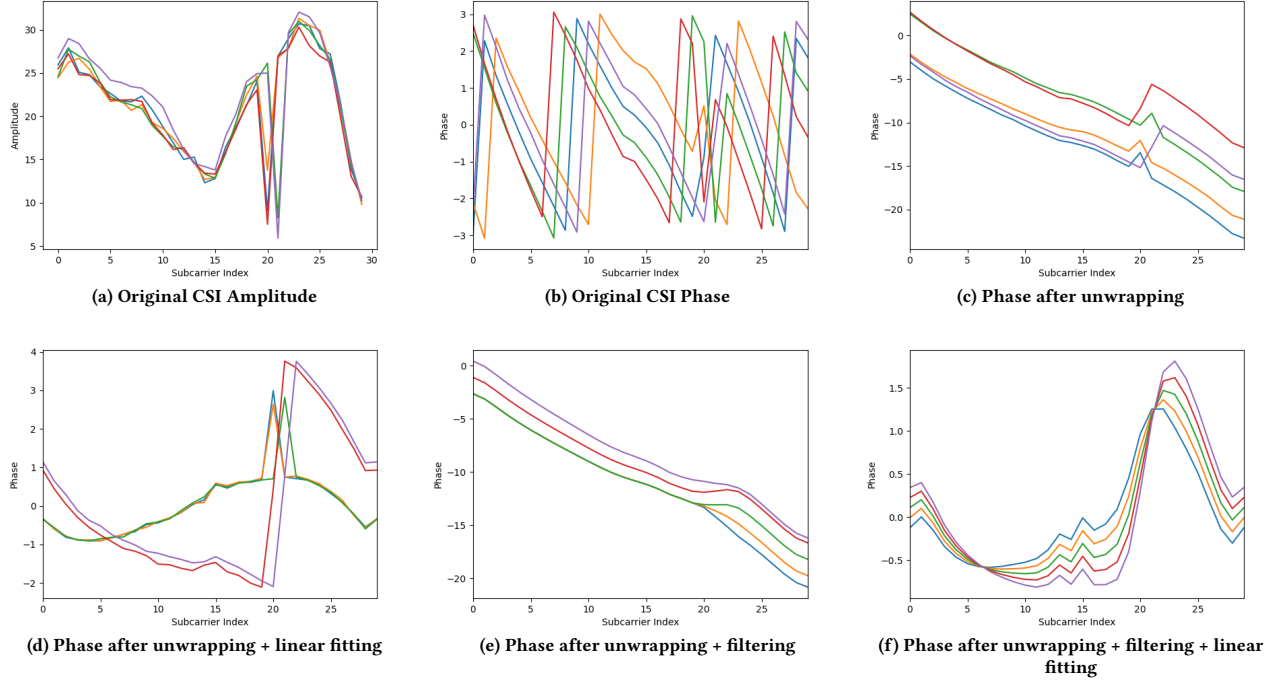 30
25
20
15
10
5
Amplitude
0 5 10 15 20 25 30
Subcarrier Index
(a) Original CSI Amplitude
3
2
1
0
−1
−2
−3
Phase
0 5 10 15 20 25
Subcarrier Index
(b) Original CSI Phase
0
−5
−10
−15
−20
Phase
0 5 10 15 20 25
Subcarrier Index
(c) Phase after unwrapping
4
3
2
1
0
−1
−2
Phase
0 5 10 15 20 25
Subcarrier Index
(d) Phase after unwrapping + linear fitting
0
−5
−10
−15
−20
Phase
0 5 10 15 20 25
Subcarrier Index
(e) Phase after unwrapping + filtering
1.5
1.0
0.5
0.0
−0.5
Phase
0 5 10 15 20 25
Subcarrier Index
(f) Phase after unwrapping + filtering + linear
fitting